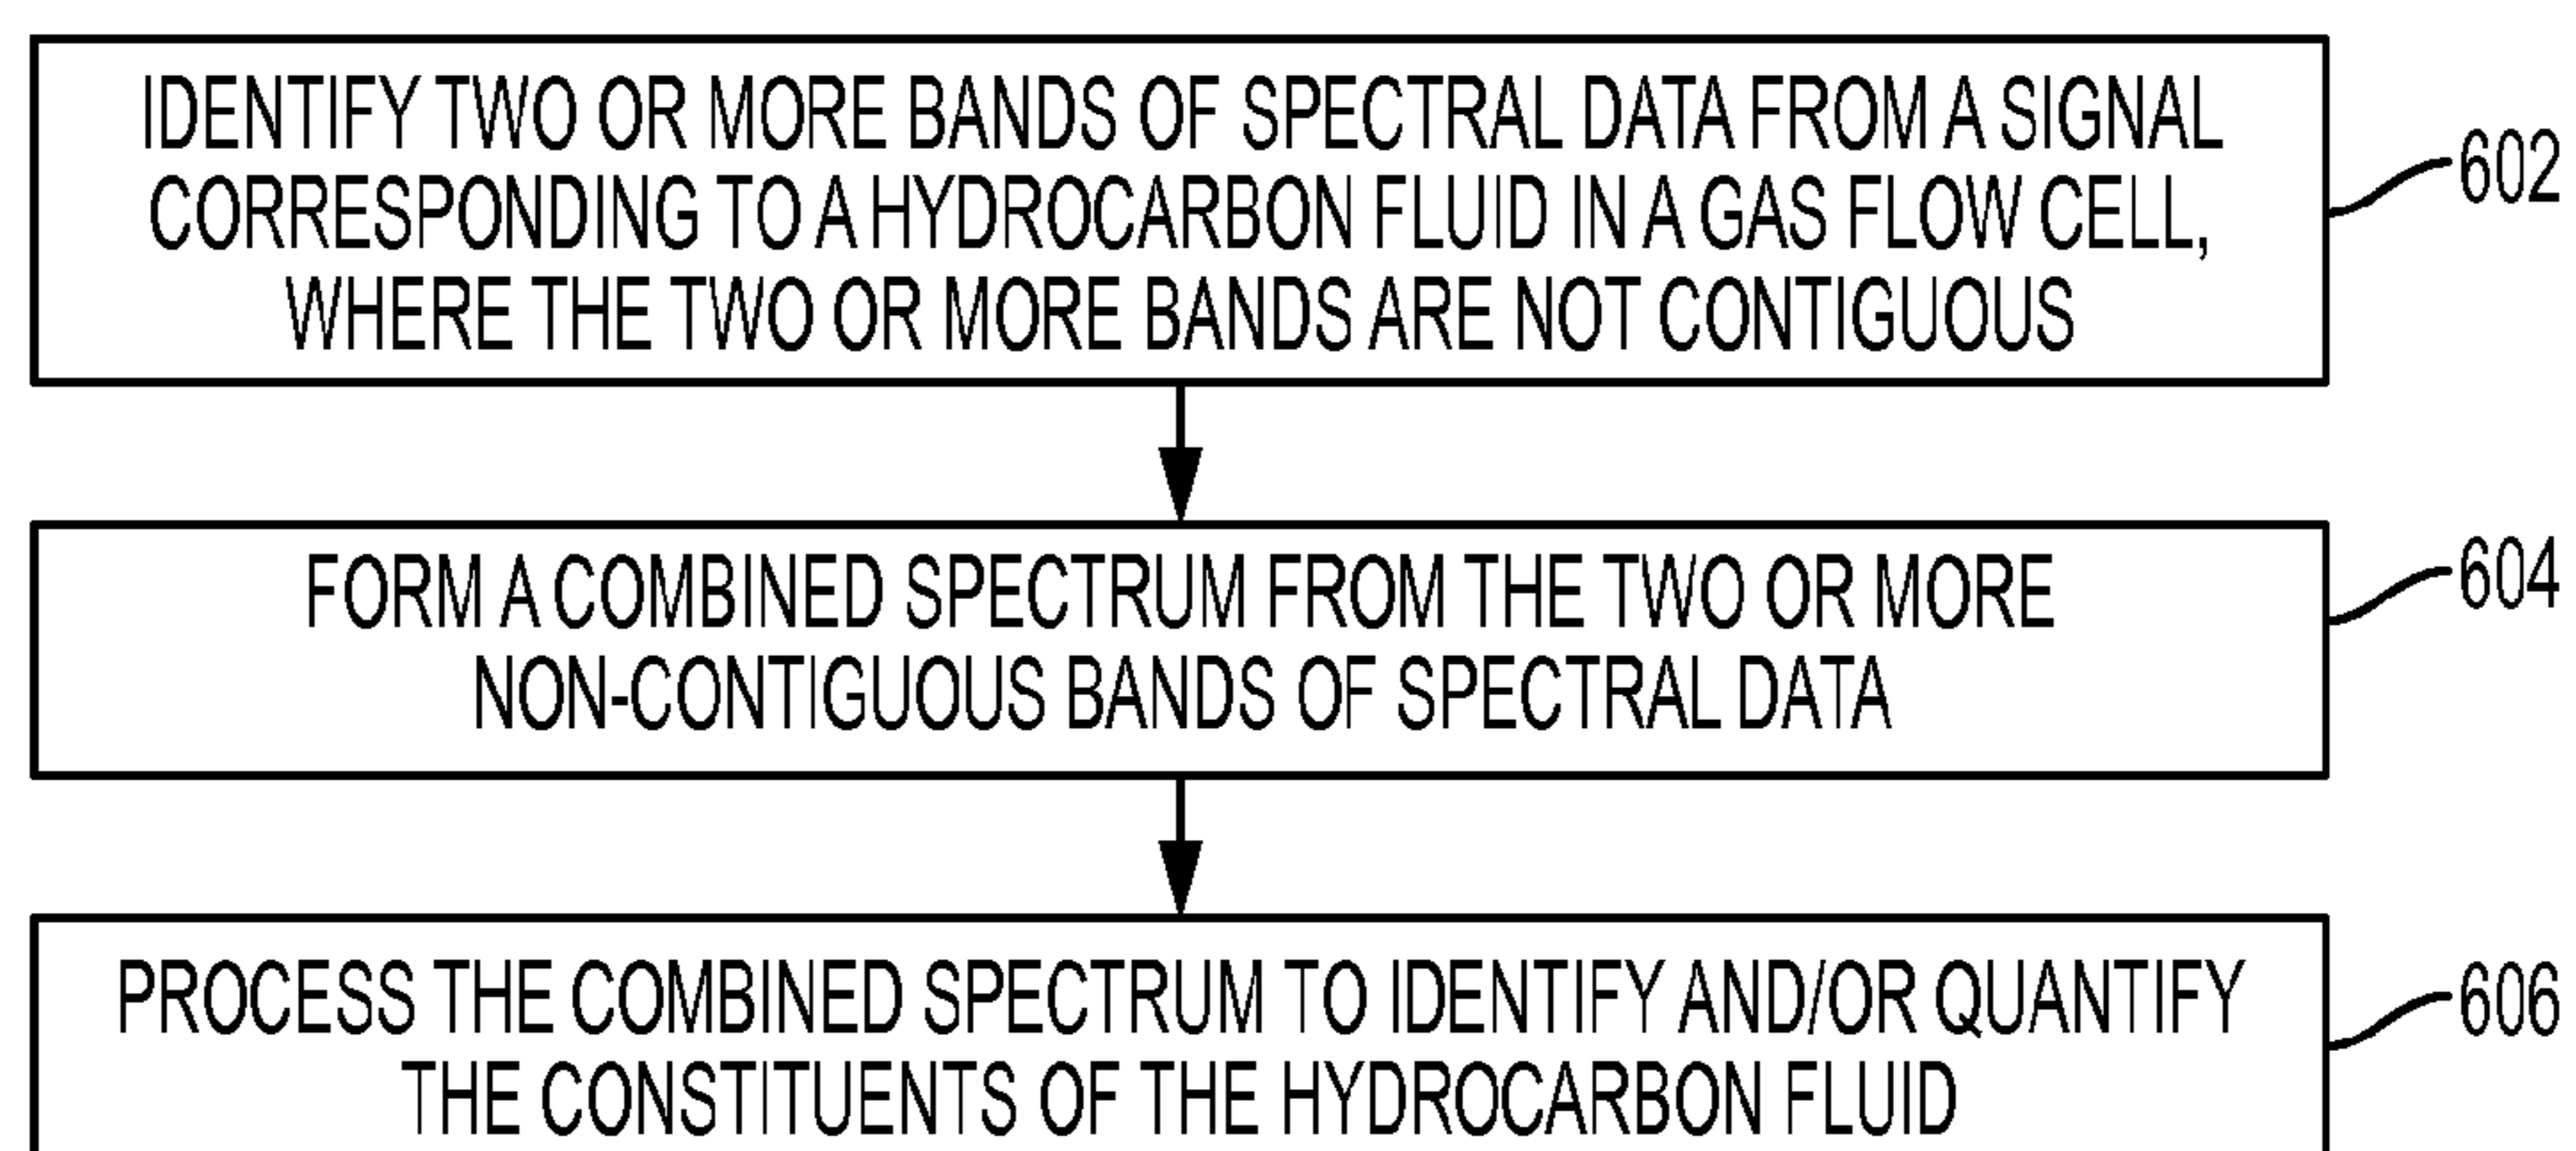 IDENTIFY TWO OR MORE BANDS OF SPECTRAL DATA FROM A SIGNAL
CORRESPONDING TO A HYDROCARBON FLUID IN A GAS FLOW CELL,
WHERE THE TWO OR MORE BANDS ARE NOT CONTIGUOUS
602
FORM A COMBINED SPECTRUM FROM THE TWO OR MORE
NON-CONTIGUOUS BANDS OF SPECTRAL DATA
604
PROCESS THE COMBINED SPECTRUM TO IDENTIFY AND/OR QUANTIFY
THE CONSTITUENTS OF THE HYDROCARBON FLUID
606